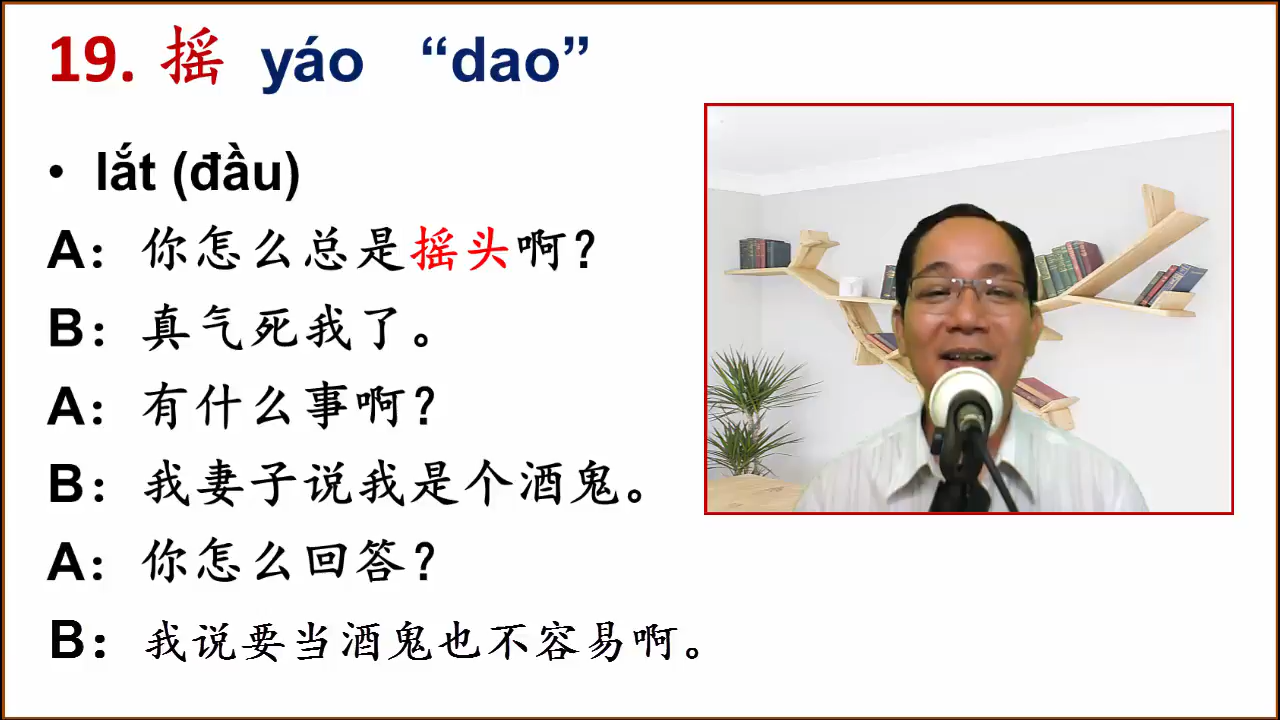 19. 摇 yáo “dao”
• lắt (đầu)
A：你怎么总是摇头啊？
B：真气死我了。
A：有什么事啊？
B：我妻子说我是个酒鬼。
A：你怎么回答？
B：我说要当酒鬼也不容易啊。